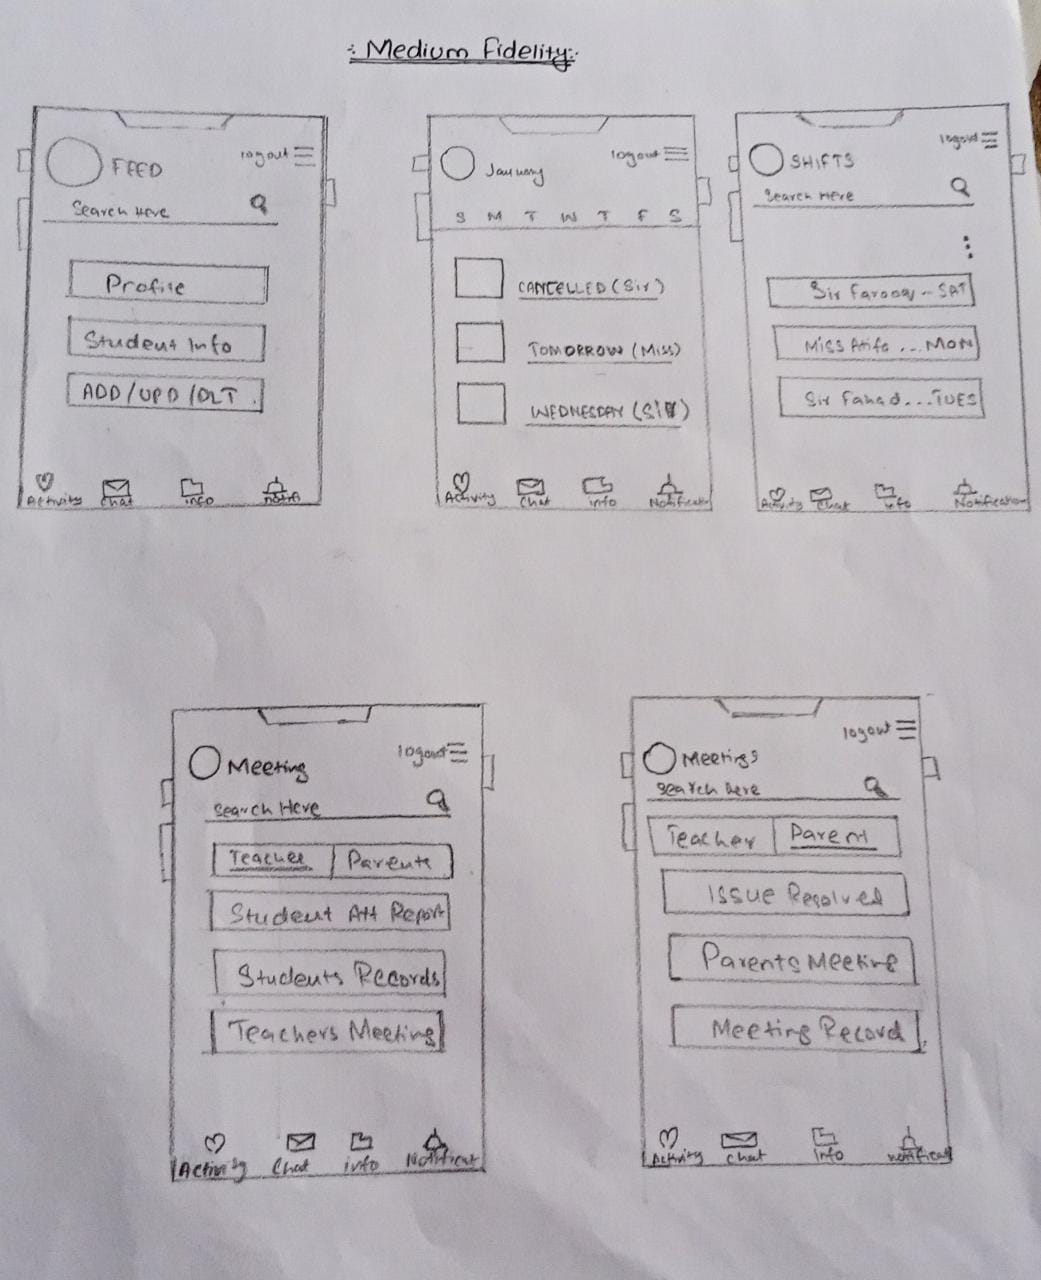 : Medium Fidelity:
FEED
logout
Search Here
Profile
Student Info
ADD/UPD/DLT.
Activity Chat info notifi
January
logout
S M T W T F S
CANCELLED (Sir)
TOMORROW (Miss)
WEDNESDAY (Sir)
Activity Chat info Notification
SHIFTS
logout
Search Here
Sir Farooq -- SAT
Miss Atifa ... MON
Sir Fahad ... TUES
Activity Chat info Notification
Meeting
logout
Search Here
Teacher Parents
Student Att Report
Students Records
Teachers Meeting
Activity Chat info Notificat
Meetings
logout
Search here
Teacher Parent
Issue Resolved
Parents Meeting
Meeting Record
Activity Chat Info notificat